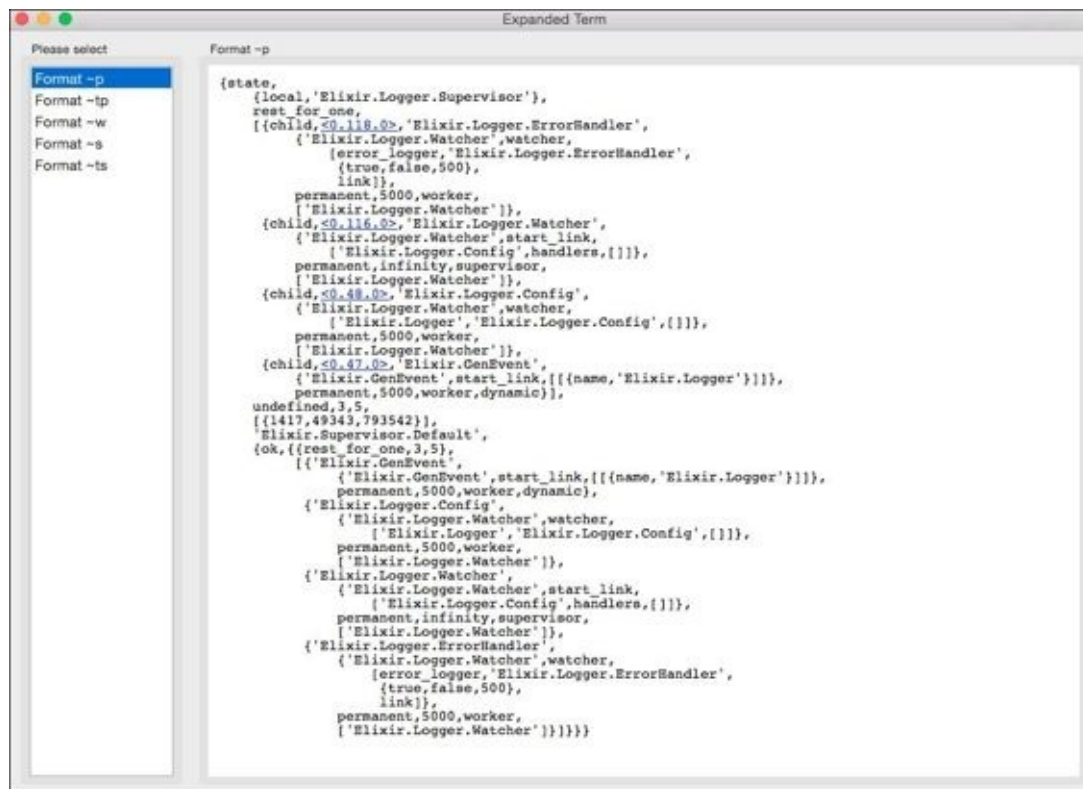 Expanded Term
Please select
Format ~p
Format ~p
Format ~tp
Format ~w
Format ~s
Format ~ts
{state,
    {local,'Elixir.Logger.Supervisor'},
    rest_for_one,
    [{child,<0.118.0>,'Elixir.Logger.ErrorHandler',
         {'Elixir.Logger.Watcher',watcher,
             [error_logger,'Elixir.Logger.ErrorHandler',
              {true,false,500},
              link]},
         permanent,5000,worker,
         ['Elixir.Logger.Watcher']},
     {child,<0.116.0>,'Elixir.Logger.Watcher',
         {'Elixir.Logger.Watcher',start_link,
             ['Elixir.Logger.Config',handlers,[]]},
         permanent,infinity,supervisor,
         ['Elixir.Logger.Watcher']},
     {child,<0.48.0>,'Elixir.Logger.Config',
         {'Elixir.Logger.Watcher',watcher,
             ['Elixir.Logger','Elixir.Logger.Config',[]]},
         permanent,5000,worker,
         ['Elixir.Logger.Watcher']},
     {child,<0.47.0>,'Elixir.GenEvent',
         {'Elixir.GenEvent',start_link,[[{name,'Elixir.Logger'}]]},
         permanent,5000,worker,dynamic}],
    undefined,3,5,
    [{1417,49343,793542}],
    'Elixir.Supervisor.Default',
    {ok,{{rest_for_one,3,5},
         [{'Elixir.GenEvent',
              {'Elixir.GenEvent',start_link,[[{name,'Elixir.Logger'}]]},
              permanent,5000,worker,dynamic},
          {'Elixir.Logger.Config',
              {'Elixir.Logger.Watcher',watcher,
                  ['Elixir.Logger','Elixir.Logger.Config',[]]},
              permanent,5000,worker,
              ['Elixir.Logger.Watcher']},
          {'Elixir.Logger.Watcher',
              {'Elixir.Logger.Watcher',start_link,
                  ['Elixir.Logger.Config',handlers,[]]},
              permanent,infinity,supervisor,
              ['Elixir.Logger.Watcher']},
          {'Elixir.Logger.ErrorHandler',
              {'Elixir.Logger.Watcher',watcher,
                  [error_logger,'Elixir.Logger.ErrorHandler',
                   {true,false,500},
                   link]},
              permanent,5000,worker,
              ['Elixir.Logger.Watcher']}]}}}